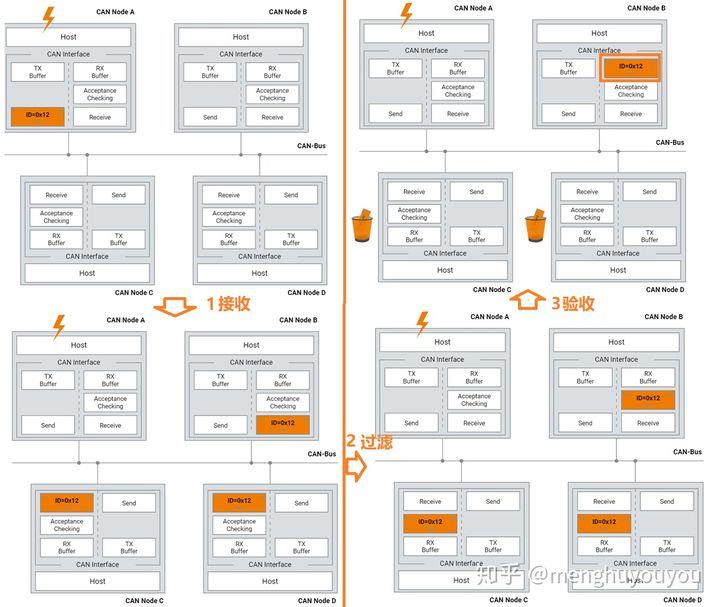 CAN Node A
CAN Node B
Host
Host
CAN Interface
CAN Interface
TX
Buffer
RX
Buffer
TX
Buffer
RX
Buffer
Acceptance
Checking
Acceptance
Checking
ID=0x12
Receive
Send
Receive
CAN-Bus
Receive
Send
Receive
Send
Acceptance
Checking
Acceptance
Checking
RX
Buffer
TX
Buffer
RX
Buffer
TX
Buffer
CAN Interface
CAN Interface
Host
Host
CAN Node C
CAN Node D
1接收
CAN Node A
CAN Node B
Host
Host
CAN Interface
CAN Interface
TX
Buffer
RX
Buffer
TX
Buffer
RX
Buffer
Acceptance
Checking
Acceptance
Checking
Send
Receive
Send
ID=0x12
CAN-Bus
ID=0x12
Send
ID=0x12
Send
Acceptance
Checking
Acceptance
Checking
RX
Buffer
TX
Buffer
RX
Buffer
TX
Buffer
CAN Interface
CAN Interface
Host
Host
CAN Node C
CAN Node D
2 过滤
CAN Node A
CAN Node B
Host
Host
CAN Interface
CAN Interface
TX
Buffer
RX
Buffer
TX
Buffer
RX
Buffer
Acceptance
Checking
ID=0x12
Send
Receive
Send
Receive
CAN-Bus
Receive
Send
Receive
Send
ID=0x12
ID=0x12
RX
Buffer
TX
Buffer
RX
Buffer
TX
Buffer
CAN Interface
CAN Interface
Host
Host
CAN Node C
CAN Node D
3验收
CAN Node A
CAN Node B
Host
Host
CAN Interface
CAN Interface
TX
Buffer
RX
Buffer
TX
Buffer
ID=0x12
Acceptance
Checking
Acceptance
Checking
Send
Receive
Send
Receive
CAN-Bus
Receive
Send
Receive
Send
Acceptance
Checking
Acceptance
Checking
RX
Buffer
TX
Buffer
RX
Buffer
TX
Buffer
CAN Interface
CAN Interface
Host
Host
CAN Node C
CAN Node D
知乎 @menghuyouyou